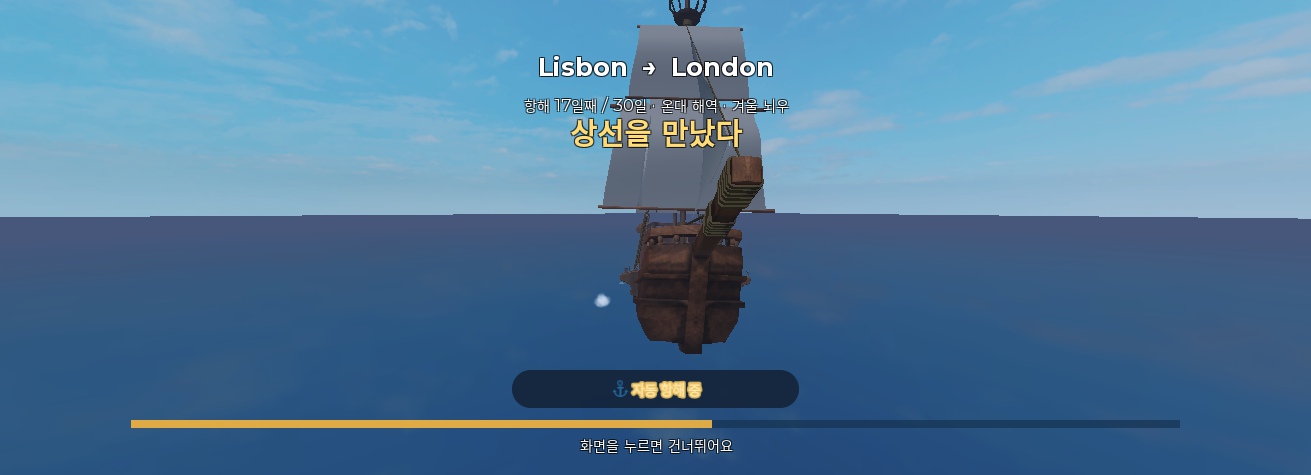 Lisbon → London
항해 17일째 / 30일 · 온대 해역 · 겨울 뇌우
상선을 만났다
⚓ 자동 항해 중
화면을 누르면 건너뛰어요